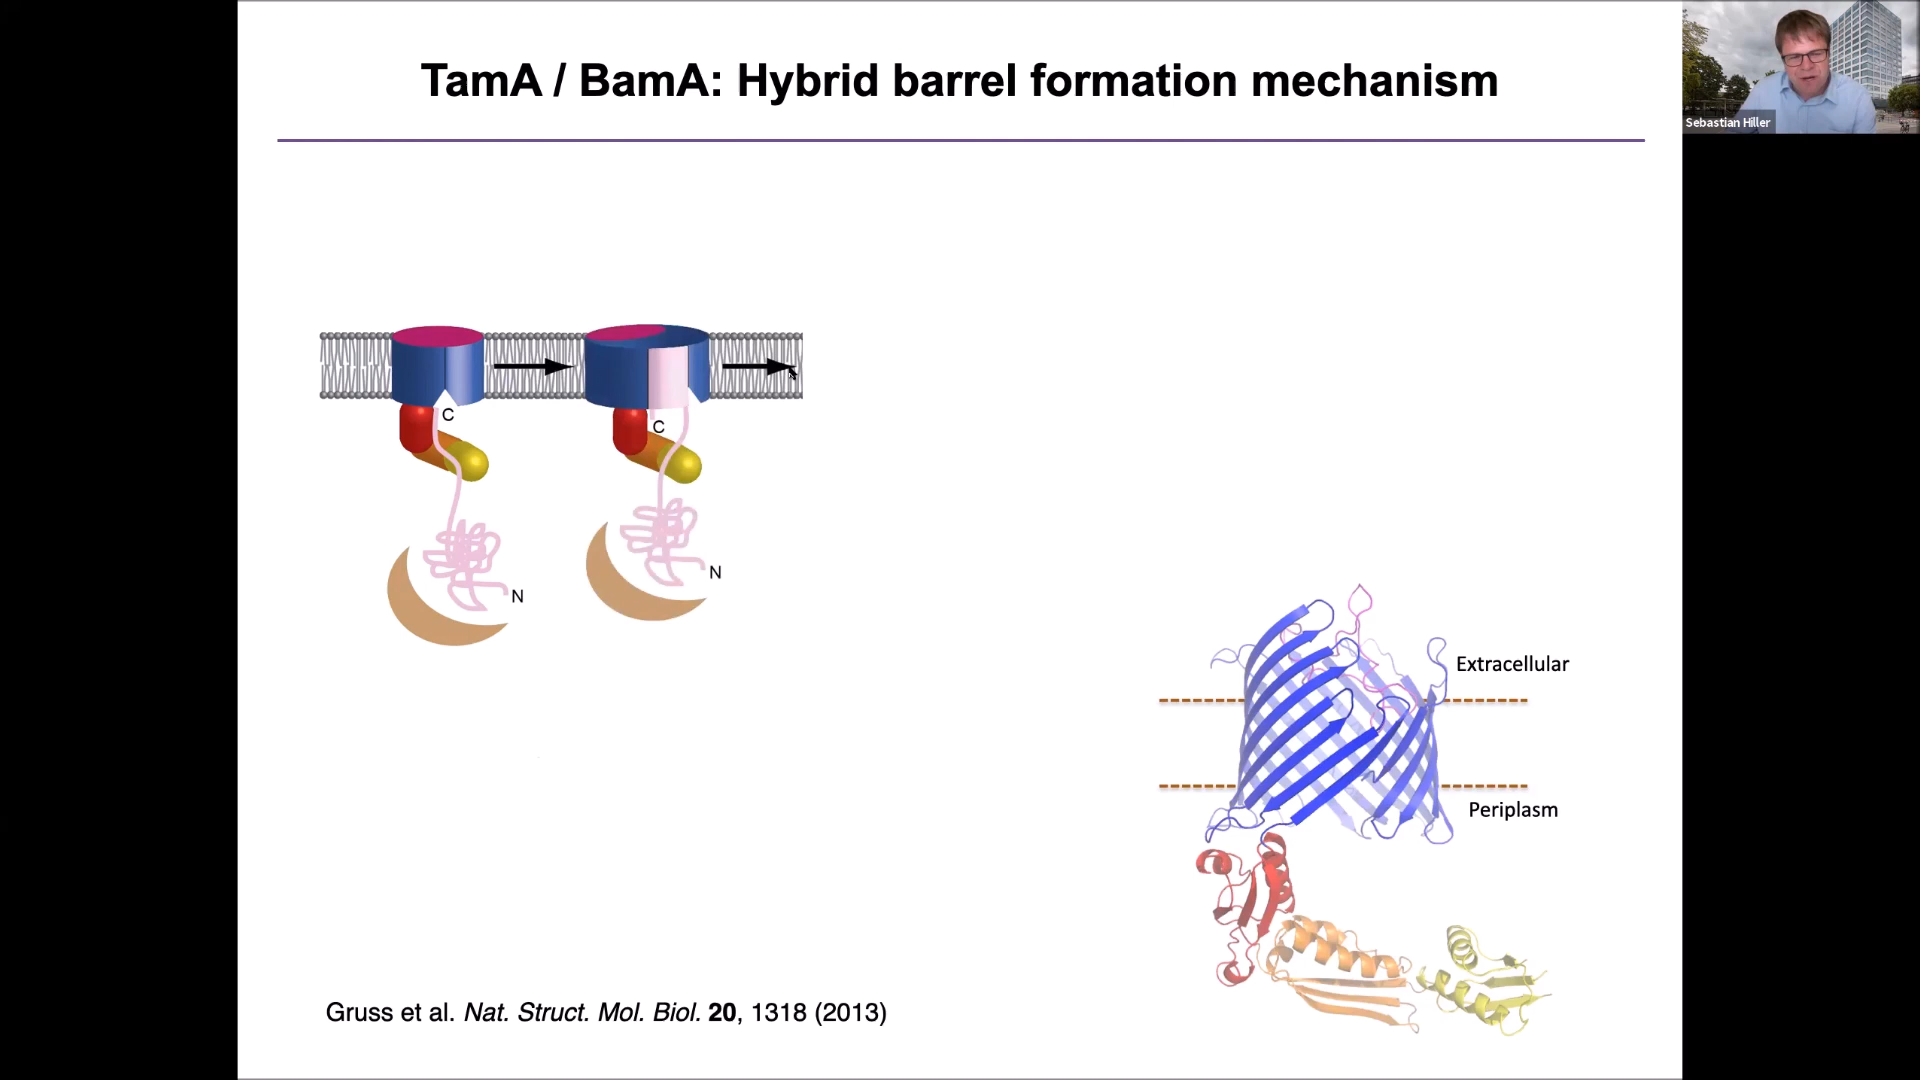 TamA / BamA: Hybrid barrel formation mechanism
Sebastian Hiller
C
C
N
N
Extracellular
Periplasm
Gruss et al. Nat. Struct. Mol. Biol. 20, 1318 (2013)